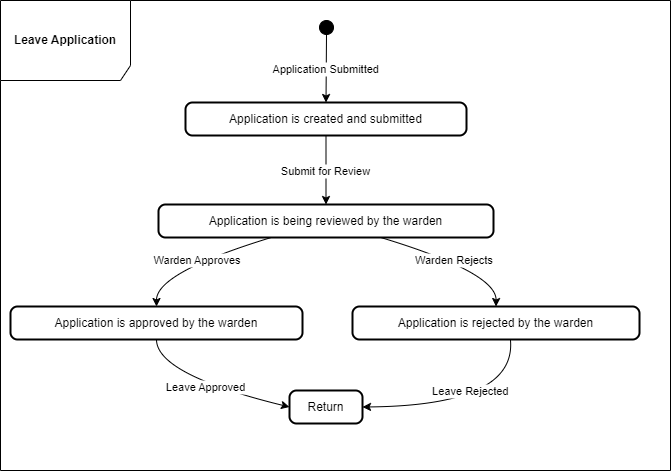 Leave Application
Application Submitted
Application is created and submitted
Submit for Review
Application is being reviewed by the warden
Warden Approves
Warden Rejects
Application is approved by the warden
Application is rejected by the warden
Leave Approved
Leave Rejected
Return